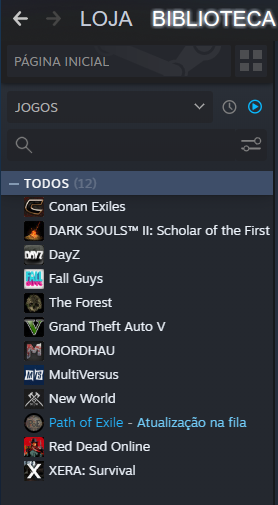 LOJA BIBLIOTECA
PÁGINA INICIAL
JOGOS
TODOS (12)
Conan Exiles
DARK SOULS™ II: Scholar of the First
DayZ
Fall Guys
The Forest
Grand Theft Auto V
MORDHAU
MultiVersus
New World
Path of Exile - Atualização na fila
Red Dead Online
XERA: Survival